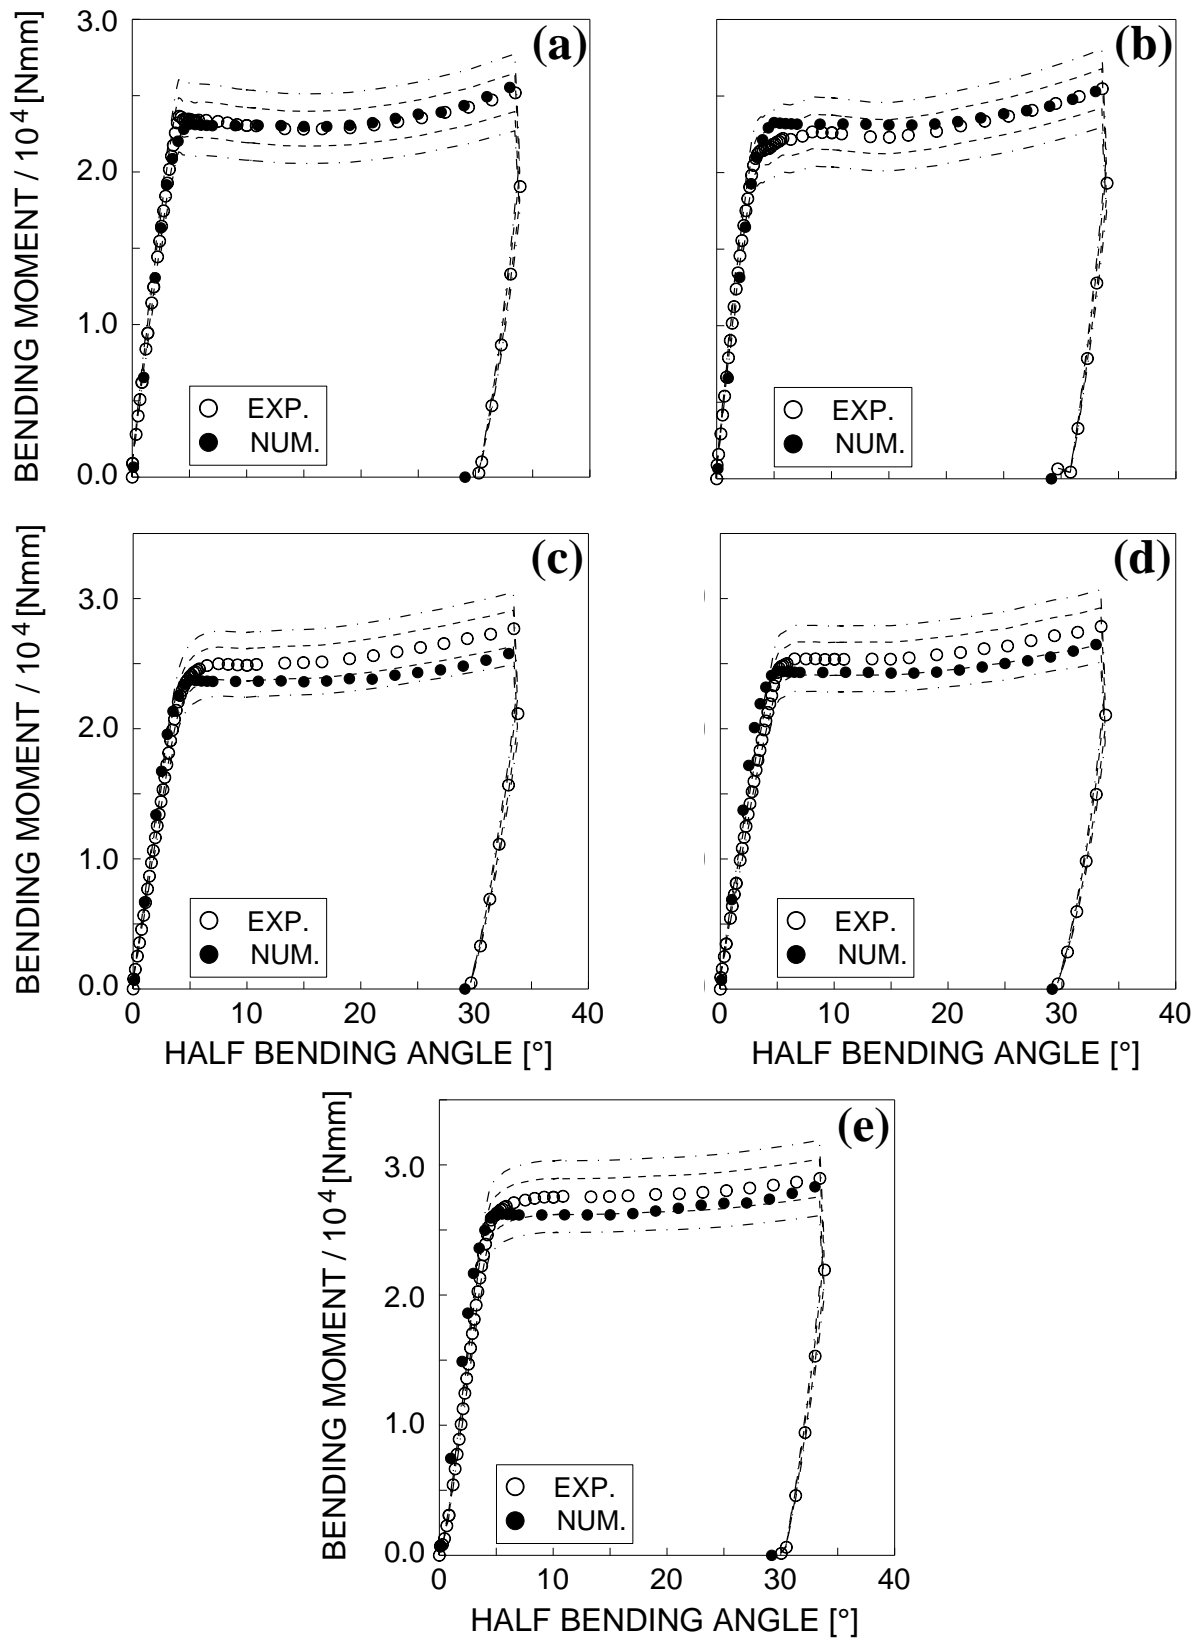 BENDING MOMENT / 10⁴ [Nmm]
3.0
2.0
1.0
0.0
(a)
EXP.
NUM.
(b)
EXP.
NUM.
BENDING MOMENT / 10⁴ [Nmm]
3.0
2.0
1.0
0.0
(c)
EXP.
NUM.
0 10 20 30 40
HALF BENDING ANGLE [°]
(d)
EXP.
NUM.
0 10 20 30 40
HALF BENDING ANGLE [°]
BENDING MOMENT / 10⁴ [Nmm]
3.0
2.0
1.0
0.0
(e)
EXP.
NUM.
0 10 20 30 40
HALF BENDING ANGLE [°]